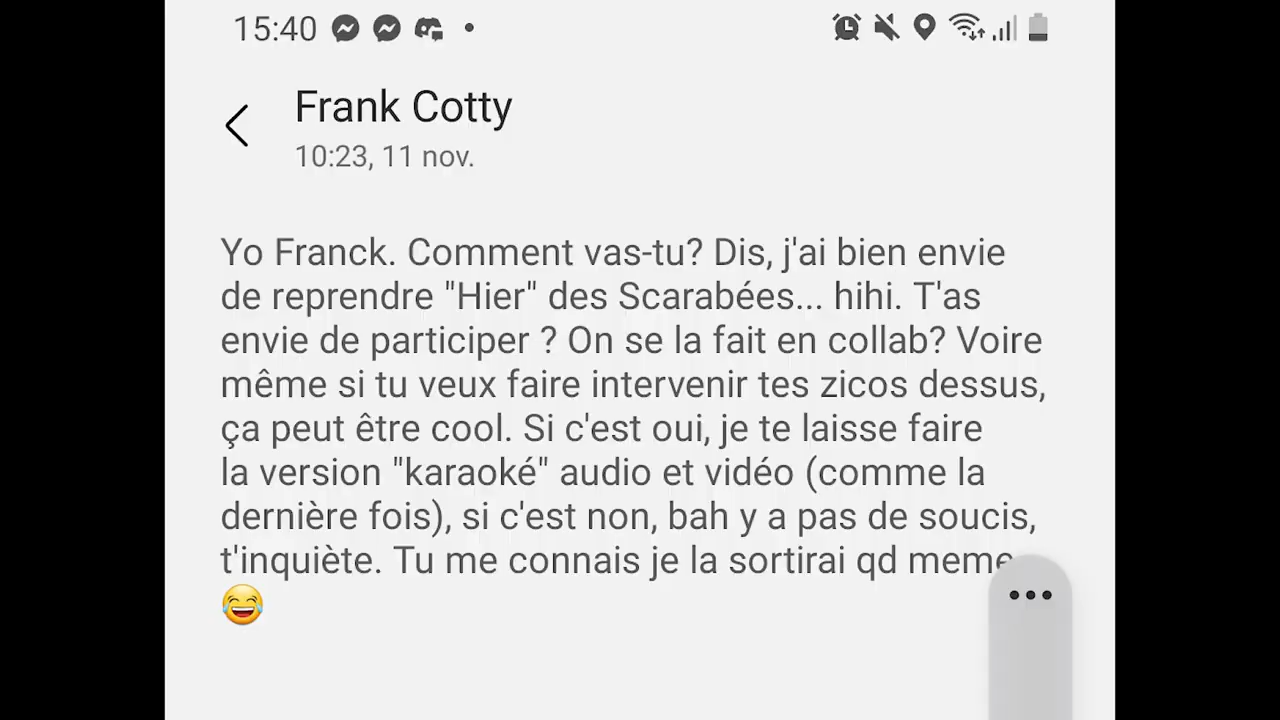 15:40
Frank Cotty
10:23, 11 nov.
Yo Franck. Comment vas-tu? Dis, j'ai bien envie
de reprendre "Hier" des Scarabées... hihi. T'as
envie de participer ? On se la fait en collab? Voire
même si tu veux faire intervenir tes zicos dessus,
ça peut être cool. Si c'est oui, je te laisse faire
la version "karaoké" audio et vidéo (comme la
dernière fois), si c'est non, bah y a pas de soucis,
t'inquiète. Tu me connais je la sortirai qd meme
😂